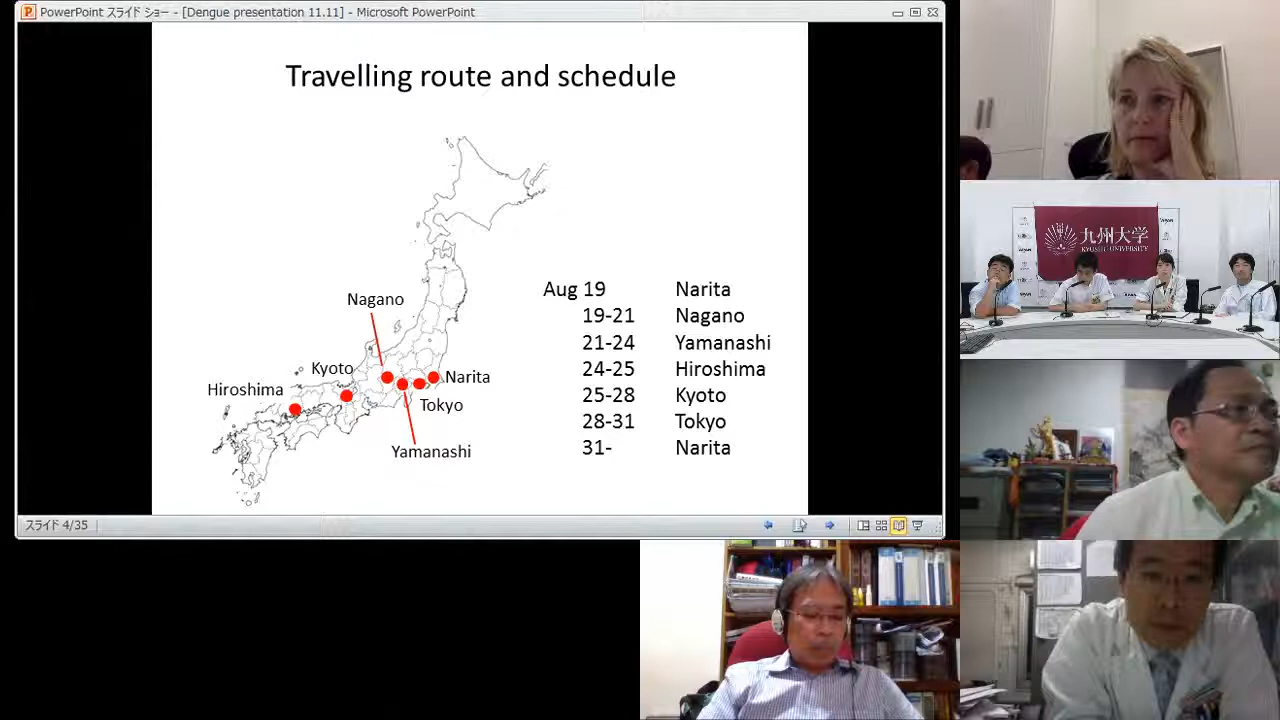 PowerPoint スライド ショー - [Dengue presentation 11.11] - Microsoft PowerPoint
Travelling route and schedule
Nagano
Kyoto
Hiroshima
Narita
Tokyo
Yamanashi
Aug 19 Narita
19-21 Nagano
21-24 Yamanashi
24-25 Hiroshima
25-28 Kyoto
28-31 Tokyo
31- Narita
スライド 4/35
九州大学
KYUSHU UNIVERSITY